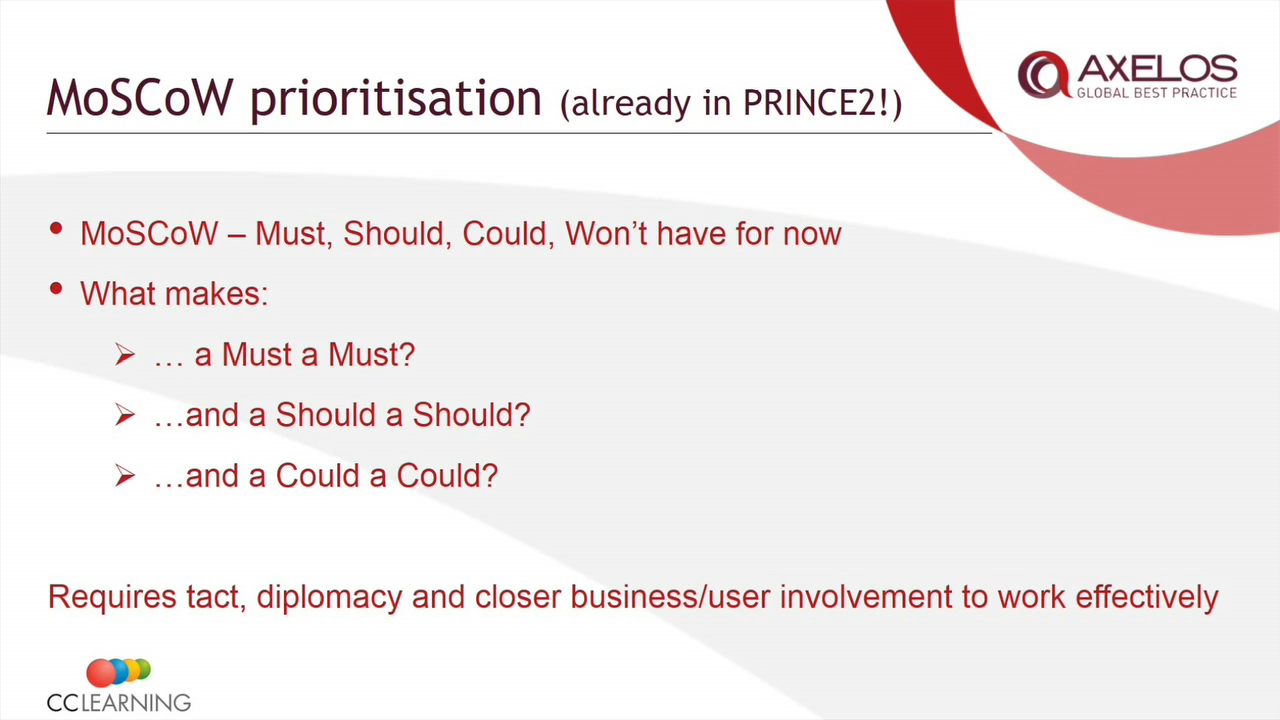 MoSCoW prioritisation (already in PRINCE2!)
AXELOS
GLOBAL BEST PRACTICE
• MoSCoW – Must, Should, Could, Won’t have for now
• What makes:
➢ … a Must a Must?
➢ …and a Should a Should?
➢ …and a Could a Could?
Requires tact, diplomacy and closer business/user involvement to work effectively
CCLEARNING